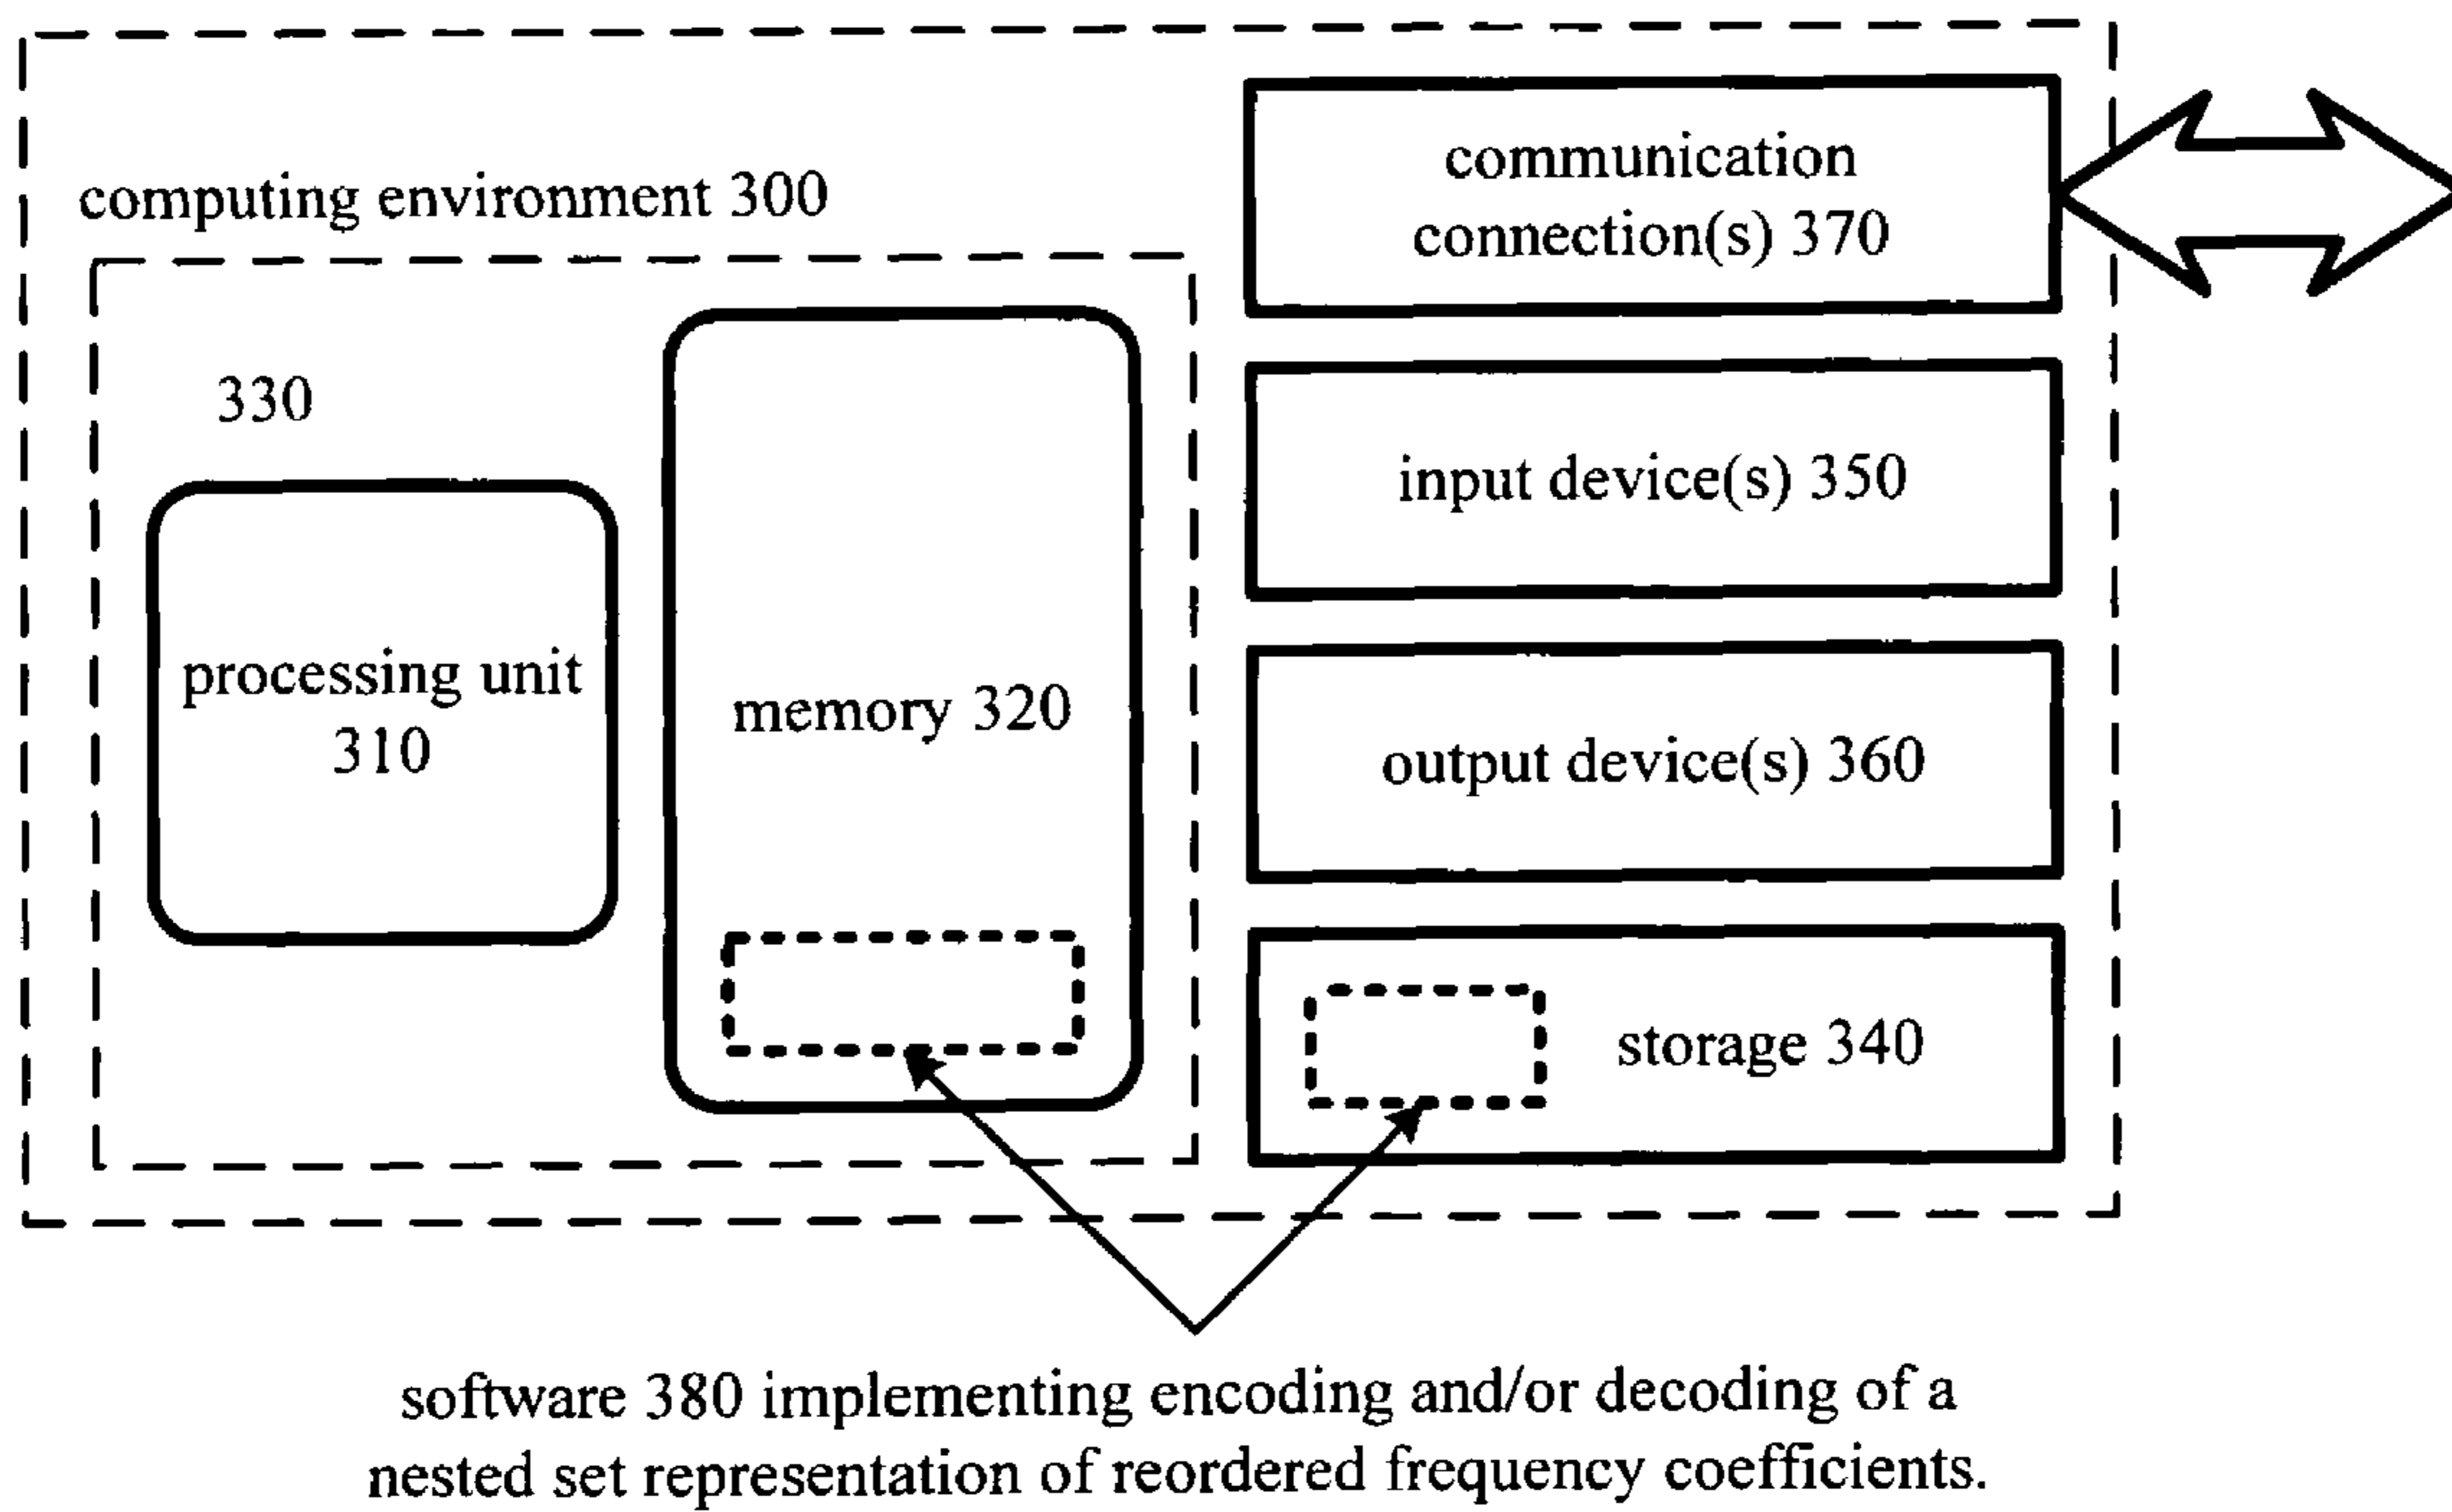 computing environment 300
330
processing unit
310
memory 320
communication
connection(s) 370
input device(s) 350
output device(s) 360
storage 340
software 380 implementing encoding and/or decoding of a
nested set representation of reordered frequency coefficients.